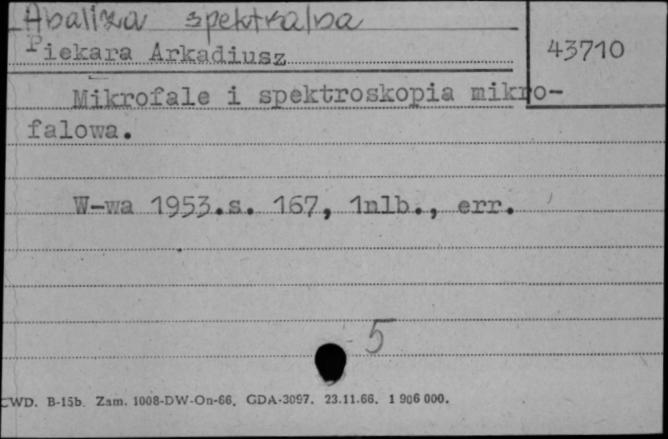 Analiza spektralna
Piekara Arkadiusz
43710
Mikrofale i spektroskopia mikro-
falowa.
W-wa 1953.s. 167, 1nlb., err.
5
CWD. B-15b. Zam. 1008-DW-On-66. GDA-3097. 23.11.66. 1 906 000.